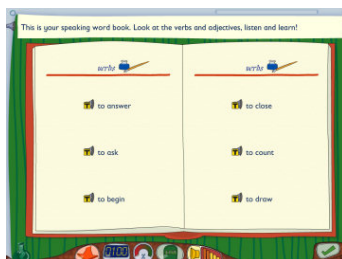 This is your speaking word book. Look at the verbs and adjectives, listen and learn!
verbs
to answer
to ask
to begin
verbs
to close
to count
to draw